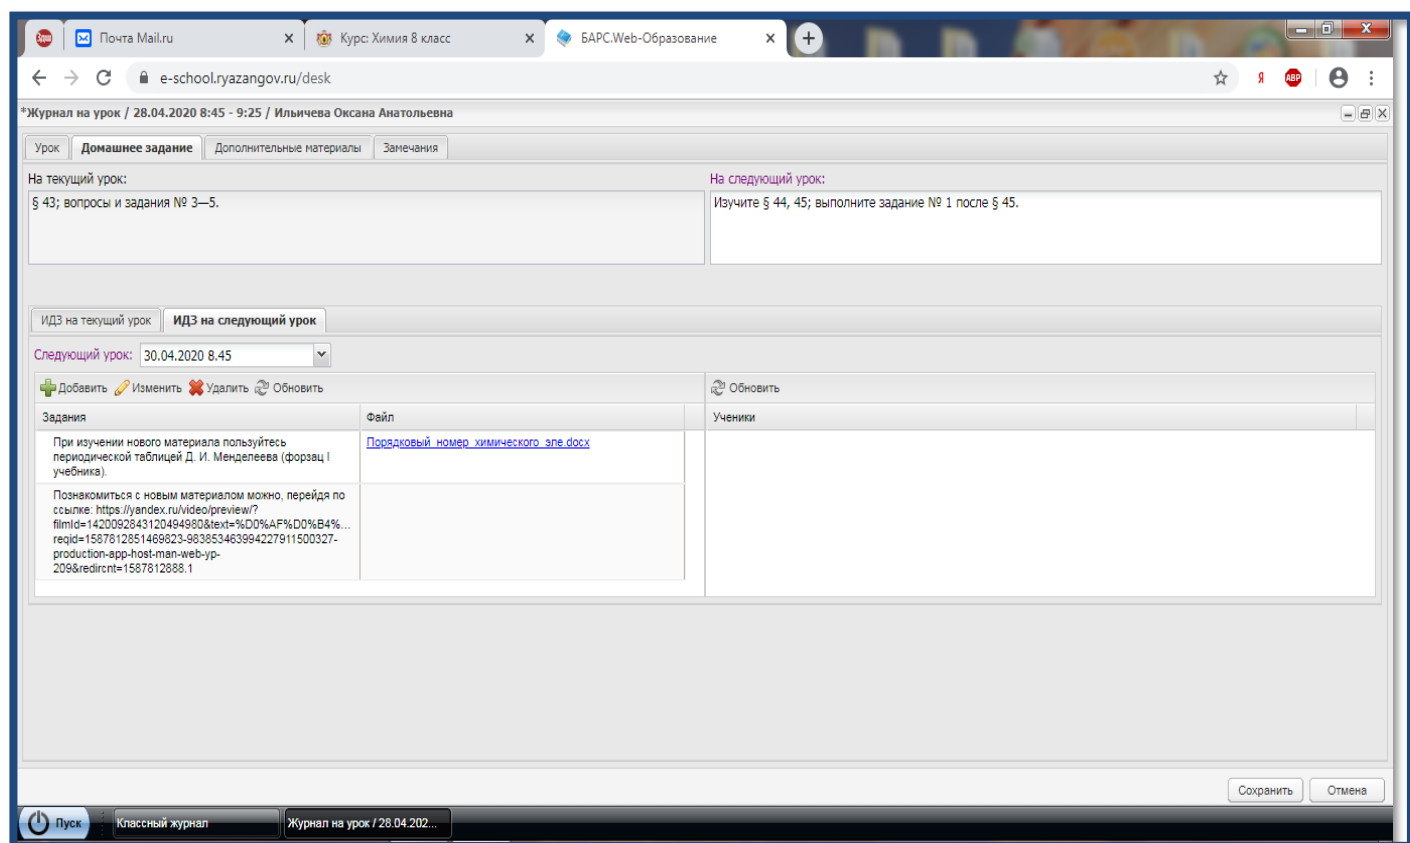 Почта Mail.ru
Курс: Химия 8 класс
БАРС.Web-Образование
e-school.ryazangov.ru/desk
Я
ABP
*Журнал на урок / 28.04.2020 8:45 - 9:25 / Ильичева Оксана Анатольевна
Урок Домашнее задание Дополнительные материалы Замечания
На текущий урок:
§ 43; вопросы и задания № 3—5.
На следующий урок:
Изучите § 44, 45; выполните задание № 1 после § 45.
ИДЗ на текущий урок ИДЗ на следующий урок
Следующий урок: 30.04.2020 8.45
Добавить Изменить Удалить Обновить
Обновить
Задания Файл
Ученики
При изучении нового материала пользуйтесь
периодической таблицей Д. И. Менделеева (форзац I
учебника).
Порядковый_номер_химического_эле.docx
Познакомиться с новым материалом можно, перейдя по
ссылке: https://yandex.ru/video/preview/?
filmId=1420092843120494980&text=%D0%AF%D0%B4%...
reqid=1587812851469823-983853463994227911500327-
production-app-host-man-web-yp-
209&redircnt=1587812888.1
Сохранить Отмена
Пуск Классный журнал Журнал на урок / 28.04.202...